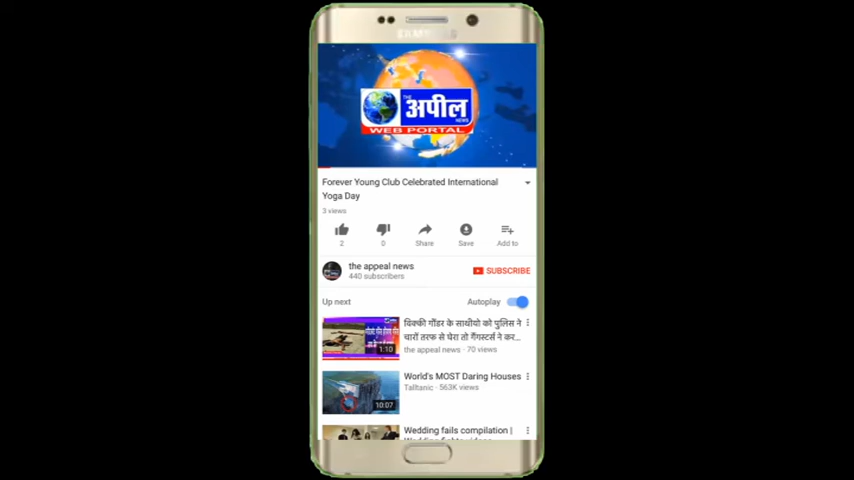 SAMSUNG
THE
अपील
NEWS
WEB PORTAL
Forever Young Club Celebrated International
Yoga Day
3 views
2
0
Share
Save
Add to
the appeal news
440 subscribers
SUBSCRIBE
Up next
Autoplay
विक्की गौंडर के साथीयो को पुलिस ने
चारों तरफ से घेरा तो गैंगस्टर्स ने कर...
the appeal news · 70 views
1:10
World's MOST Daring Houses
Talltanic · 563K views
10:07
Wedding fails compilation |